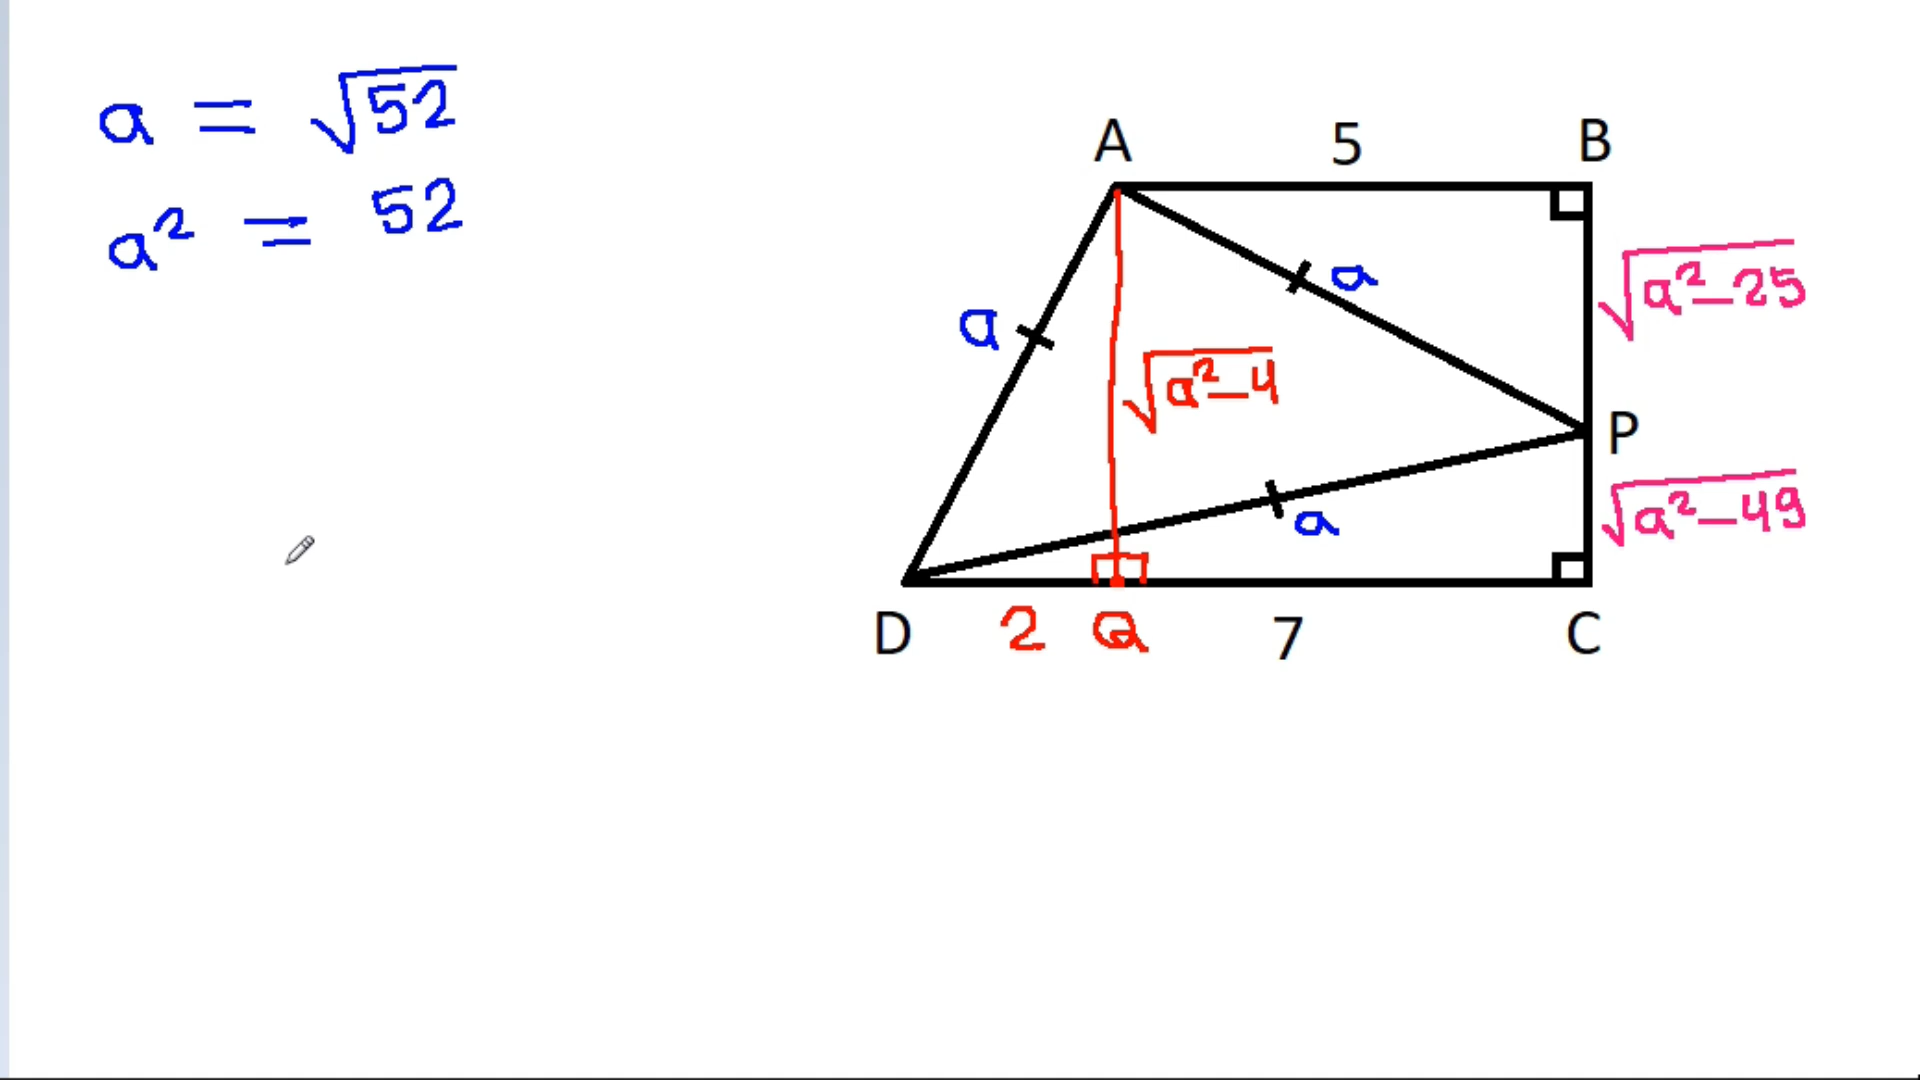 a = √52
a² = 52
A 5 B
a a √a²-25
√a²-4
P
a √a²-49
D 2 Q 7 C